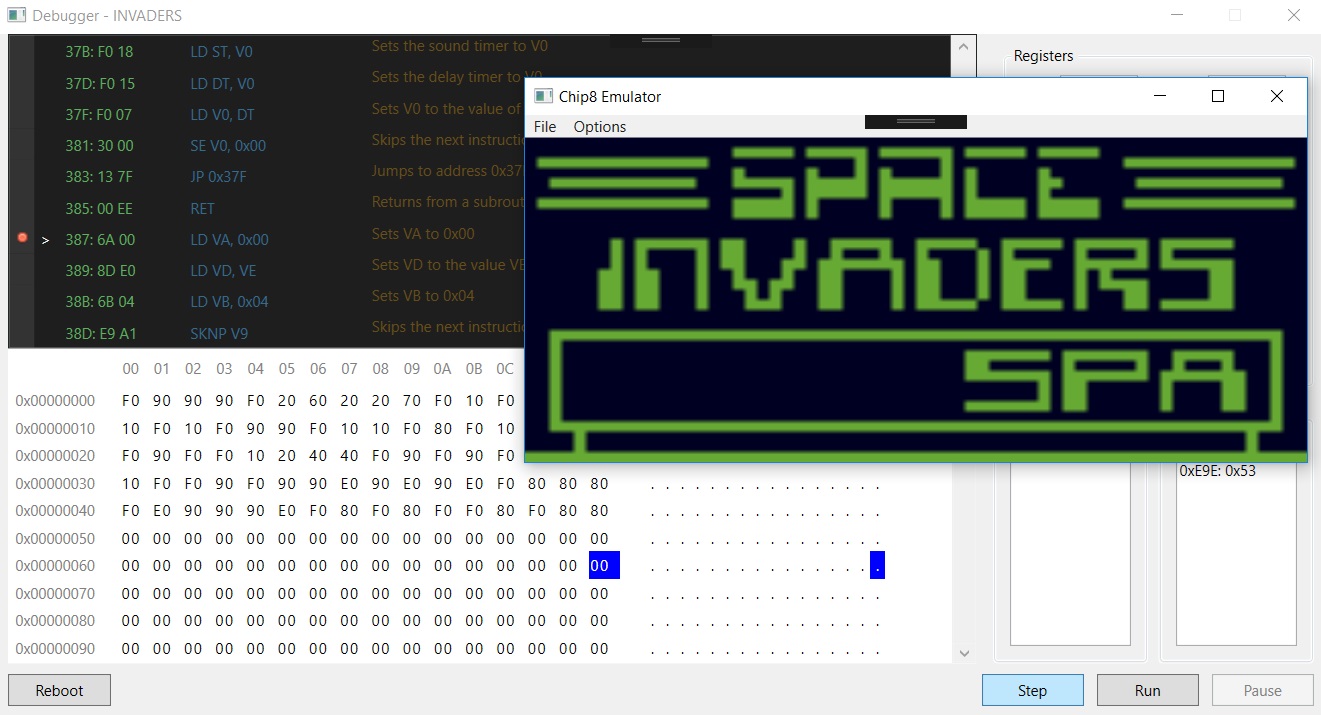 Debugger - INVADERS
37B: F0 18 LD ST, V0 Sets the sound timer to V0
37D: F0 15 LD DT, V0 Sets the delay timer to V0
37F: F0 07 LD V0, DT Sets V0 to the value of
381: 30 00 SE V0, 0x00 Skips the next
383: 13 7F JP 0x37F Jumps to address
385: 00 EE RET Returns from a
> 387: 6A 00 LD VA, 0x00 Sets VA to 0x00
389: 8D E0 LD VD, VE Sets VD to the value VE
38B: 6B 04 LD VB, 0x04 Sets VB to 0x04
38D: E9 A1 SKNP V9 Skips the next
Registers
Chip8 Emulator
File Options
SPACE
INVADERS
SPA
00 01 02 03 04 05 06 07 08 09 0A 0B 0C
0x00000000 F0 90 90 90 F0 20 60 20 20 70 F0 10 F0
0x00000010 10 F0 10 F0 90 90 F0 10 10 F0 80 F0 10
0x00000020 F0 90 F0 F0 10 20 40 40 F0 90 F0 90 F0
0x00000030 10 F0 F0 90 F0 90 90 E0 90 E0 90 E0 F0 80 80 80 . . . . . . . . . . . . . . . .
0x00000040 F0 E0 90 90 90 E0 F0 80 F0 80 F0 F0 80 F0 80 80 . . . . . . . . . . . . . . . .
0x00000050 00 00 00 00 00 00 00 00 00 00 00 00 00 00 00 00 . . . . . . . . . . . . . . . .
0x00000060 00 00 00 00 00 00 00 00 00 00 00 00 00 00 00 00 . . . . . . . . . . . . . . . .
0x00000070 00 00 00 00 00 00 00 00 00 00 00 00 00 00 00 00 . . . . . . . . . . . . . . . .
0x00000080 00 00 00 00 00 00 00 00 00 00 00 00 00 00 00 00 . . . . . . . . . . . . . . . .
0x00000090 00 00 00 00 00 00 00 00 00 00 00 00 00 00 00 00 . . . . . . . . . . . . . . . .
0xE9E: 0x53
Reboot
Step Run Pause